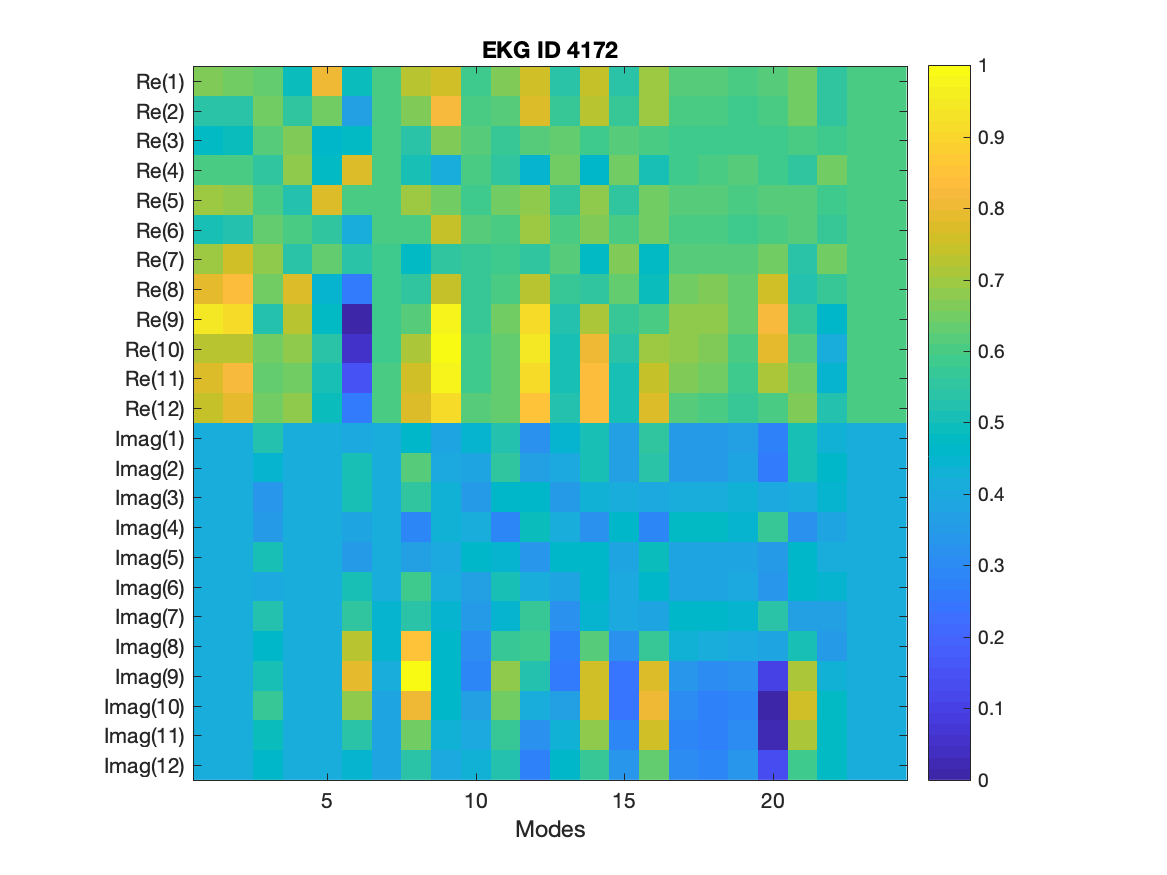 EKG ID 4172
Re(1)
Re(2)
Re(3)
Re(4)
Re(5)
Re(6)
Re(7)
Re(8)
Re(9)
Re(10)
Re(11)
Re(12)
Imag(1)
Imag(2)
Imag(3)
Imag(4)
Imag(5)
Imag(6)
Imag(7)
Imag(8)
Imag(9)
Imag(10)
Imag(11)
Imag(12)
5 10 15 20
Modes
1
0.9
0.8
0.7
0.6
0.5
0.4
0.3
0.2
0.1
0